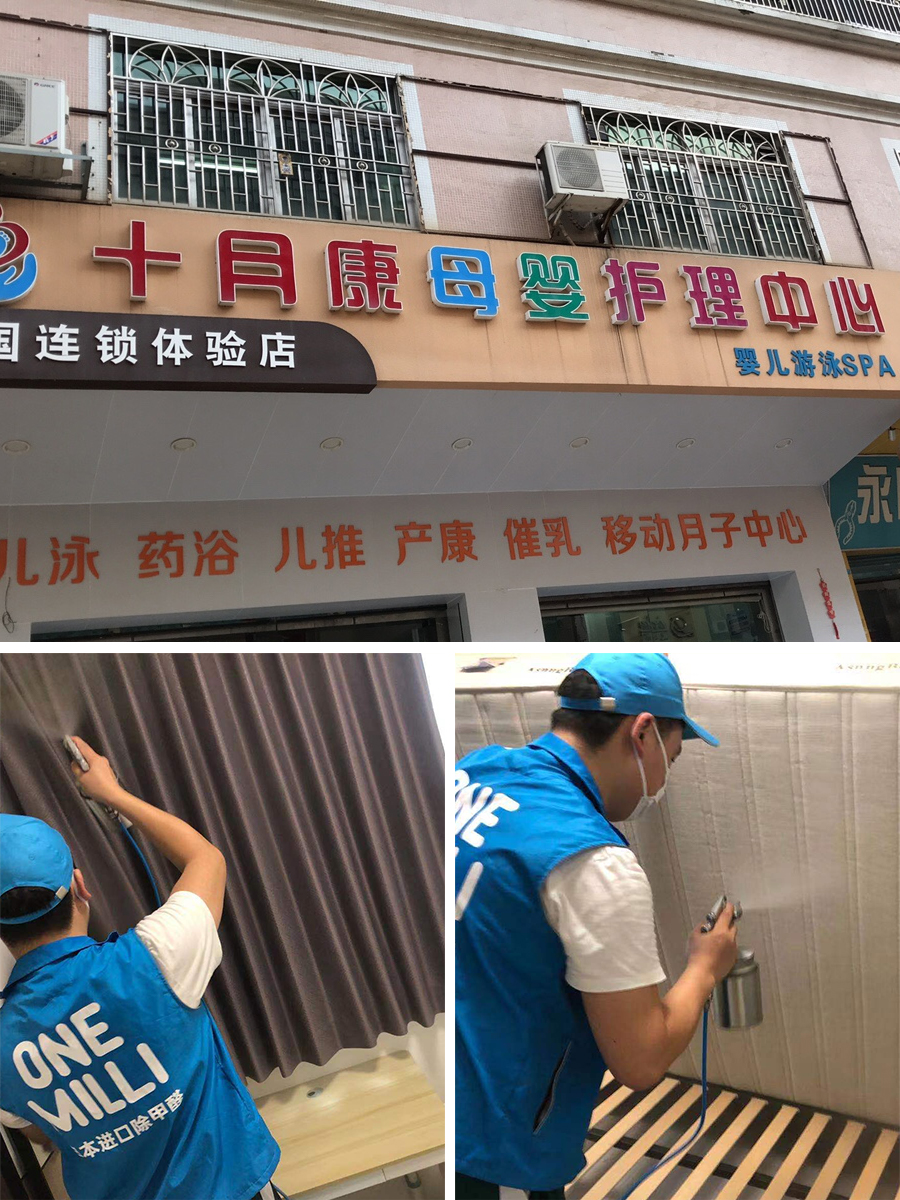 十月康母婴护理中心
国连锁体验店
婴儿游泳SPA
永
儿泳 药浴 儿推 产康 催乳 移动月子中心
ONE
MILLI
本进口除甲醛
ONE